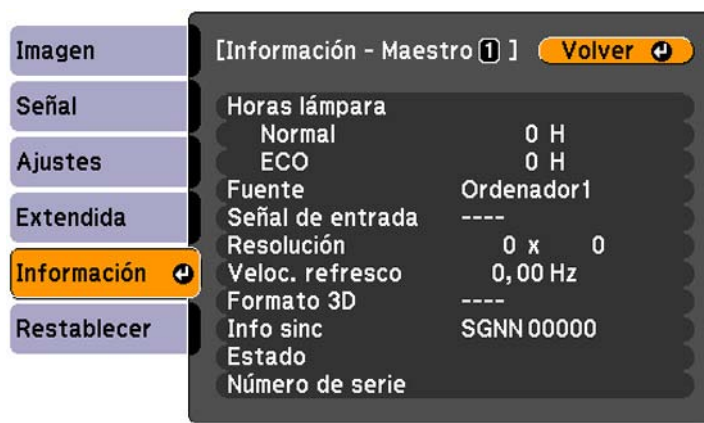 Imagen
Señal
Ajustes
Extendida
Información
Restablecer
[Información - Maestro 1 ] Volver
Horas lámpara
Normal 0 H
ECO 0 H
Fuente Ordenador1
Señal de entrada ----
Resolución 0 x 0
Veloc. refresco 0,00 Hz
Formato 3D ----
Info sinc SGNN 00000
Estado
Número de serie